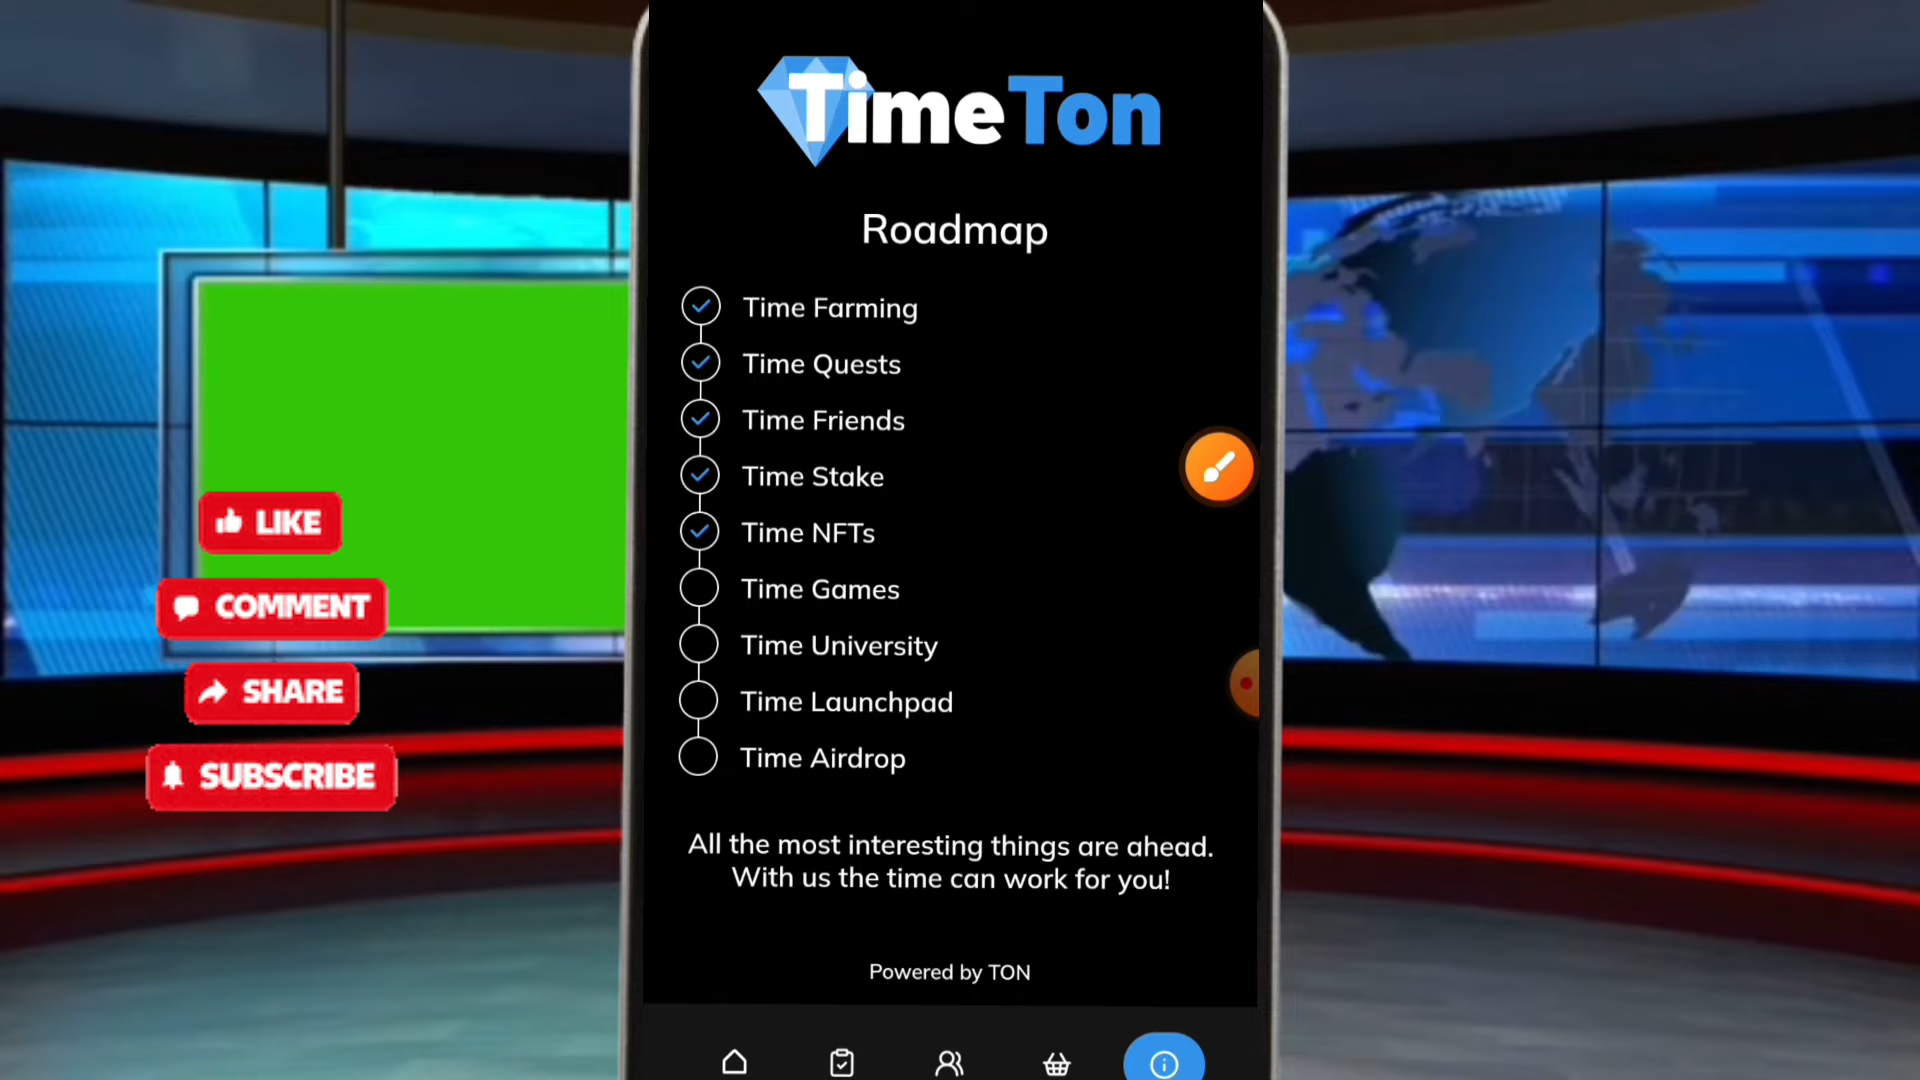 TimeTon
Roadmap
Time Farming
Time Quests
Time Friends
Time Stake
Time NFTs
Time Games
Time University
Time Launchpad
Time Airdrop
All the most interesting things are ahead.
With us the time can work for you!
Powered by TON
LIKE
COMMENT
SHARE
SUBSCRIBE